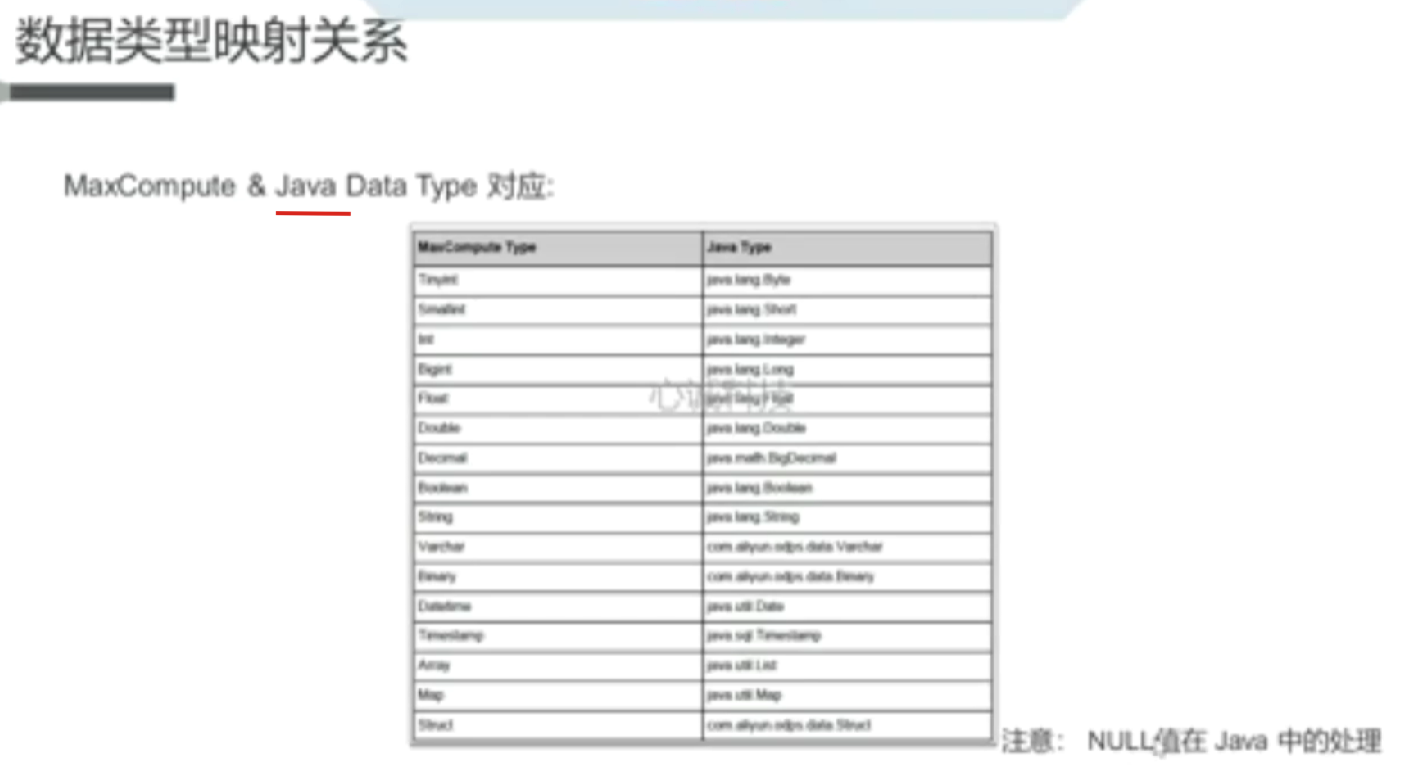 数据类型映射关系
MaxCompute & Java Data Type 对应:
MaxCompute Type Java Type
Tinyint java.lang.Byte
Smallint java.lang.Short
Int java.lang.Integer
Bigint java.lang.Long
Float java.lang.Float
Double java.lang.Double
Decimal java.math.BigDecimal
Boolean java.lang.Boolean
String java.lang.String
Varchar com.aliyun.odps.data.Varchar
Binary com.aliyun.odps.data.Binary
Datetime java.util.Date
Timestamp java.sql.Timestamp
Array java.util.List
Map java.util.Map
Struct com.aliyun.odps.data.Struct
注意： NULL值在 Java 中的处理